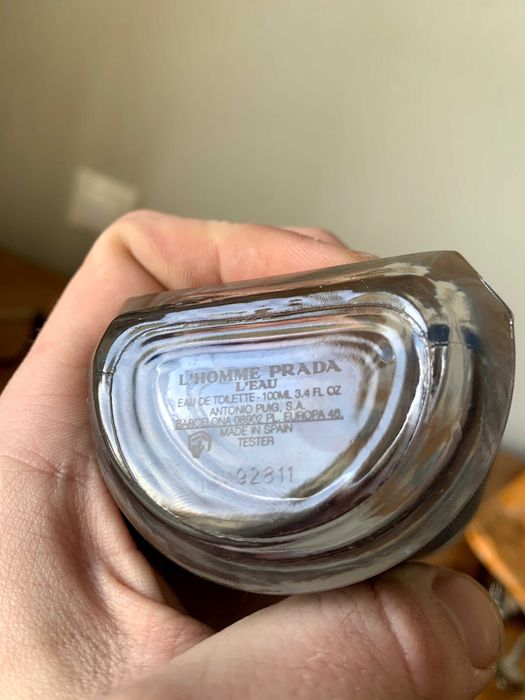 L'HOMME PRADA
L'EAU
EAU DE TOILETTE - 100ML 3.4 FL OZ
ANTONIO PUIG, S.A.
BARCELONA 08902 PL. EUROPA 46.
MADE IN SPAIN
TESTER
92811